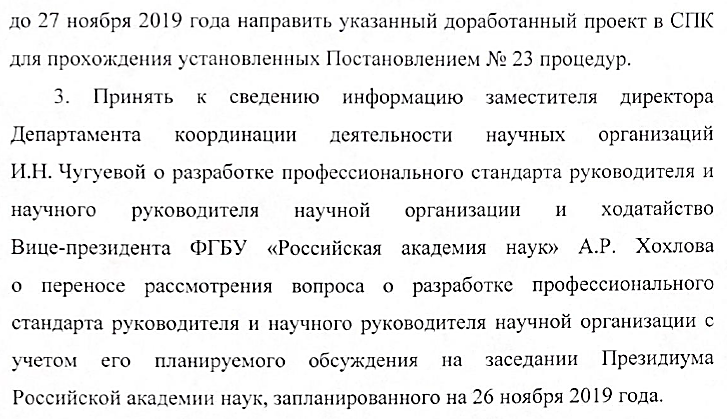 до 27 ноября 2019 года направить указанный доработанный проект в СПК
для прохождения установленных Постановлением № 23 процедур.
3. Принять к сведению информацию заместителя директора
Департамента координации деятельности научных организаций
И.Н. Чугуевой о разработке профессионального стандарта руководителя и
научного руководителя научной организации и ходатайство
Вице-президента ФГБУ «Российская академия наук» А.Р. Хохлова
о переносе рассмотрения вопроса о разработке профессионального
стандарта руководителя и научного руководителя научной организации с
учетом его планируемого обсуждения на заседании Президиума
Российской академии наук, запланированного на 26 ноября 2019 года.